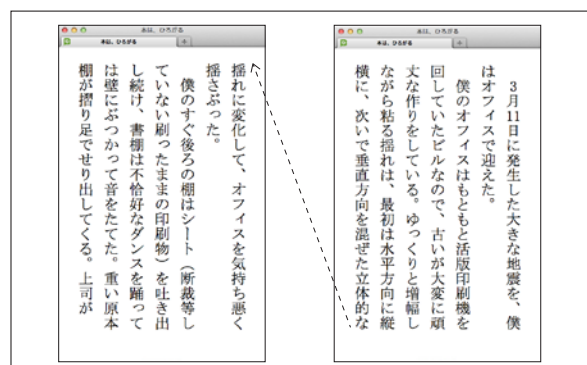 本は、ひろがる
本は、ひろがる
3月11日に発生した大きな地震を、僕
はオフィスで迎えた。
僕のオフィスはもともと活版印刷機を
回していたビルなので、古いが大変に頑
丈な作りをしている。ゆっくりと増幅し
ながら粘る揺れは、最初は水平方向に縦
横に、次いで垂直方向を混ぜた立体的な
本は、ひろがる
本は、ひろがる
揺れに変化して、オフィスを気持ち悪く
揺さぶった。
僕のすぐ後ろの棚はシート（断裁等し
ていない刷ったままの印刷物）を吐き出
し続け、書棚は不恰好なダンスを踊って
は壁にぶつかって音をたてた。重い原本
棚が摺り足でせり出してくる。上司が